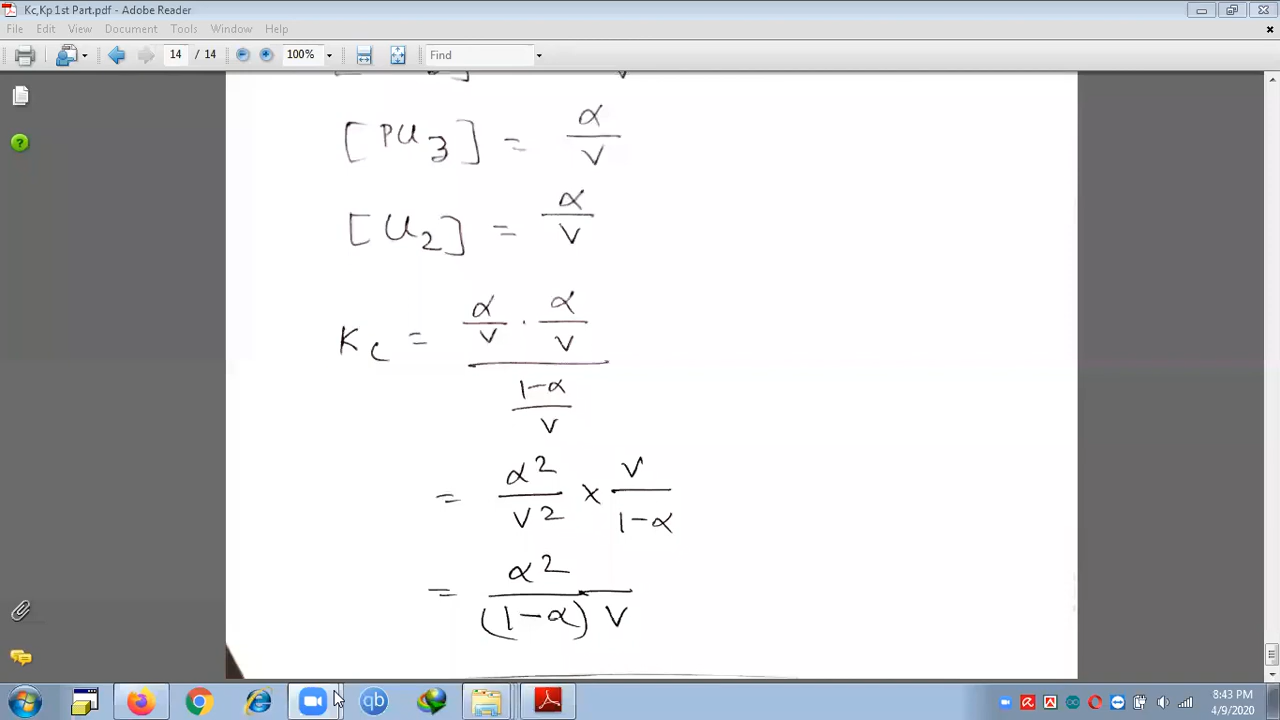 Kc,Kp 1st Part.pdf - Adobe Reader
File Edit View Document Tools Window Help
14 / 14 100% Find
[PCl3] = α/V
[Cl2] = α/V
Kc = (α/V · α/V) / ((1-α)/V)
= α2/V2 × V/(1-α)
= α2/((1-α) V)
qb
8:43 PM
4/9/2020